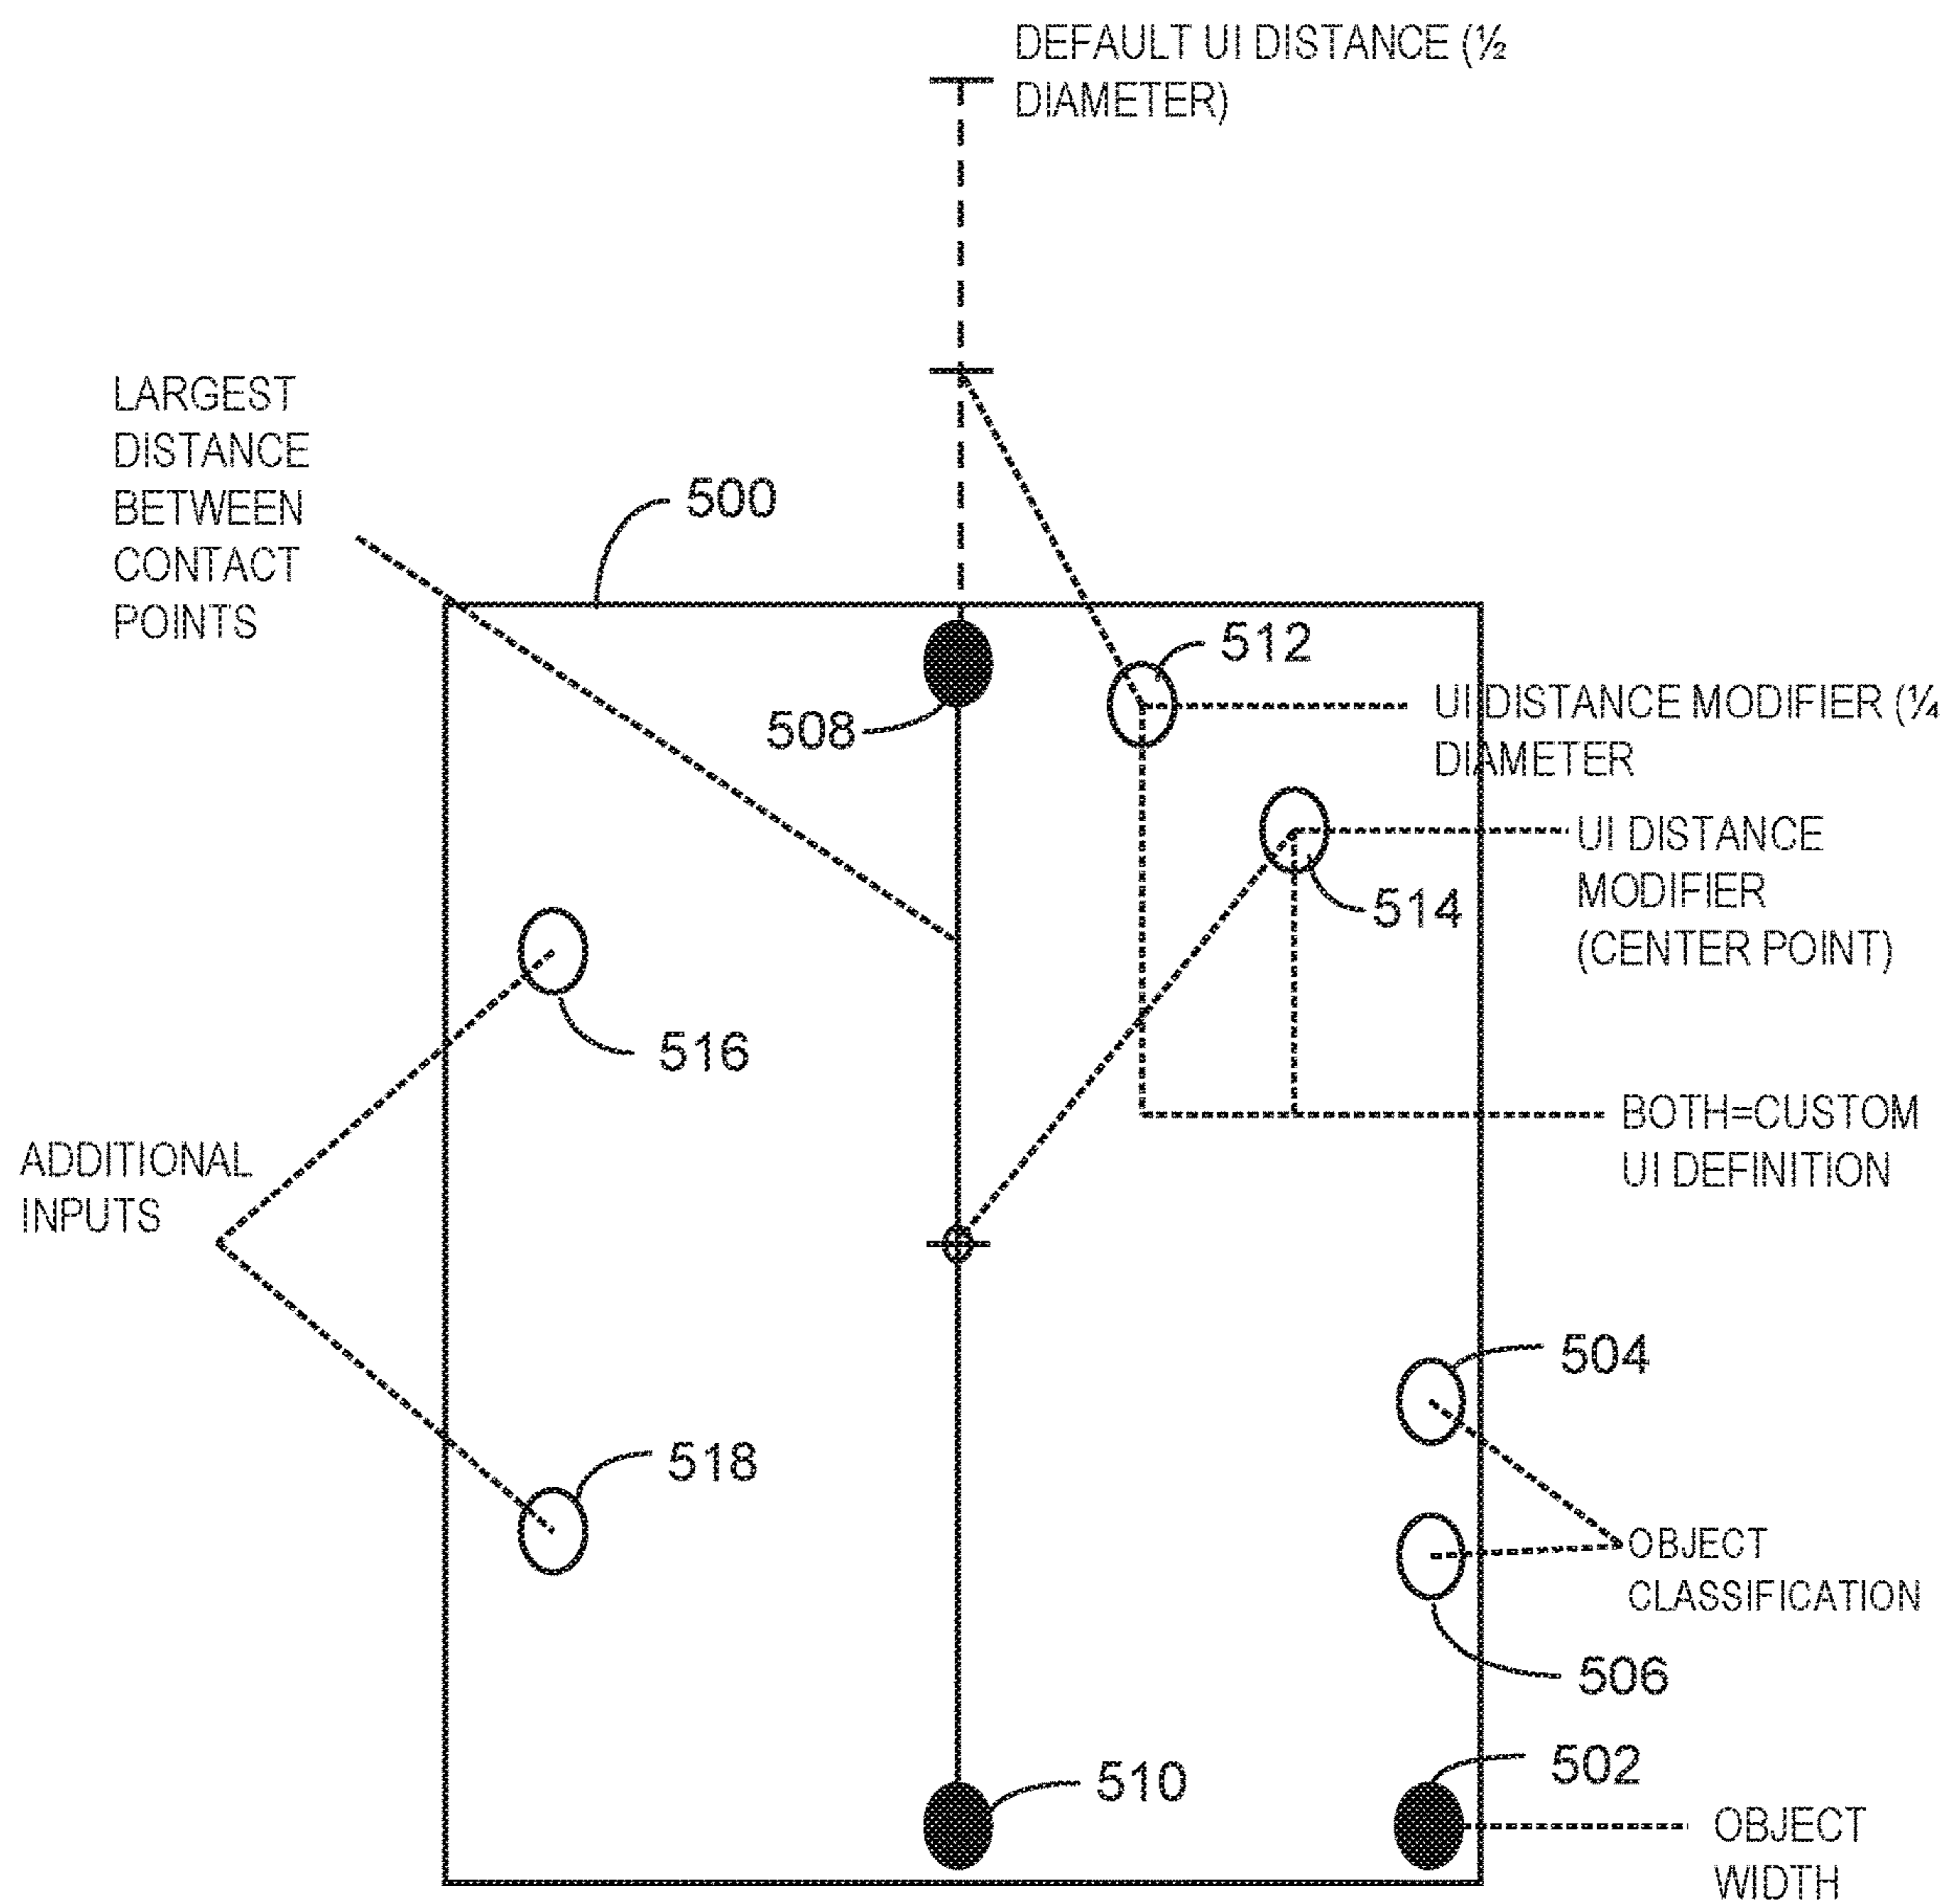 DEFAULT UI DISTANCE (½
DIAMETER)
LARGEST
DISTANCE
BETWEEN
CONTACT
POINTS
500
512
508
UI DISTANCE MODIFIER (¼
DIAMETER
514
UI DISTANCE
MODIFIER
(CENTER POINT)
516
BOTH=CUSTOM
UI DEFINITION
ADDITIONAL
INPUTS
504
518
OBJECT
CLASSIFICATION
506
502
510
OBJECT
WIDTH